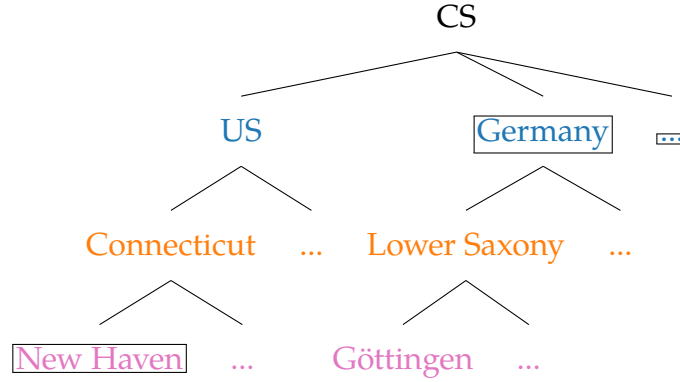 CS
US Germany ...
Connecticut ... Lower Saxony ...
New Haven ... Göttingen ...